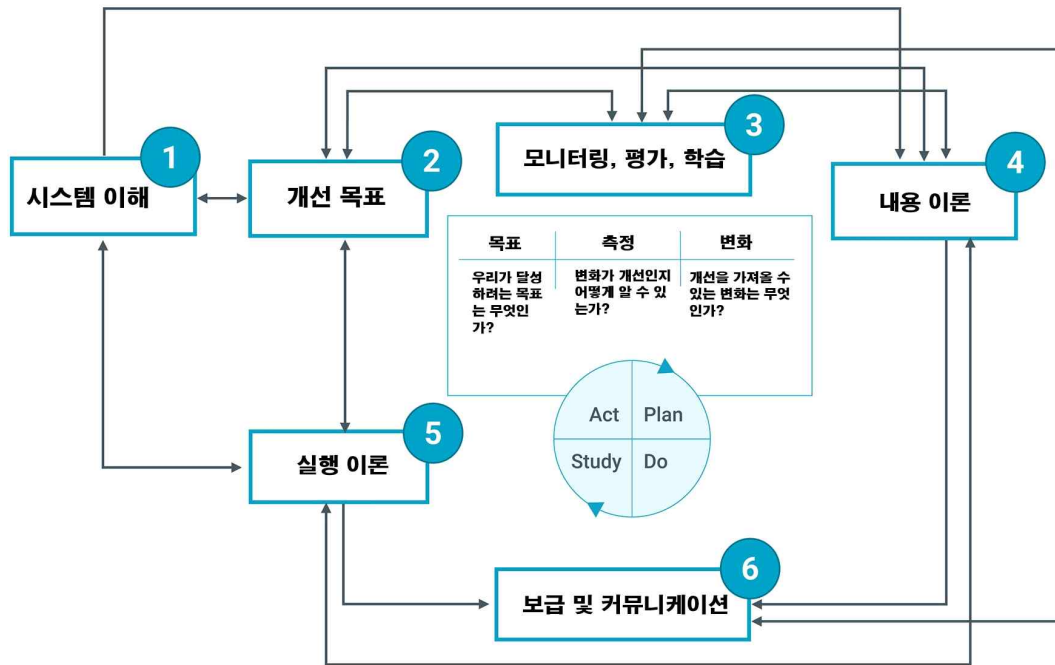 1
시스템 이해
2
개선 목표
3
모니터링, 평가, 학습
4
내용 이론
목표
우리가 달성
하려는 목표
는 무엇인
가?
측정
변화가 개선인지
어떻게 알 수 있
는가?
변화
개선을 가져올 수
있는 변화는 무엇
인가?
Act
Plan
Study
Do
5
실행 이론
6
보급 및 커뮤니케이션